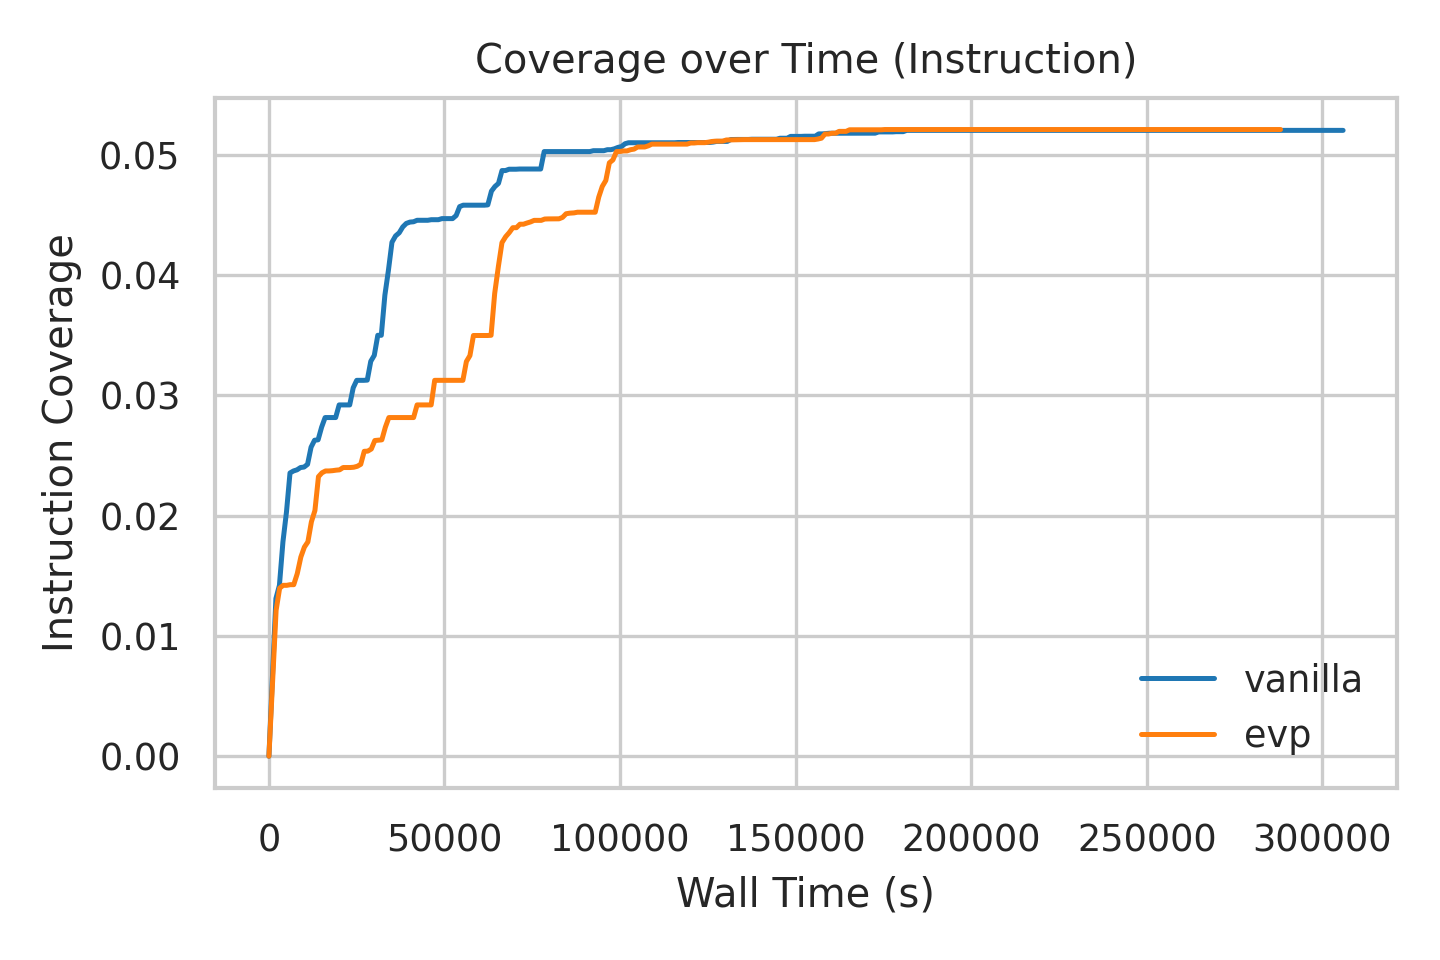 Coverage over Time (Instruction)
Instruction Coverage
0.05
0.04
0.03
0.02
0.01
0.00
vanilla
evp
0 50000 100000 150000 200000 250000 300000
Wall Time (s)